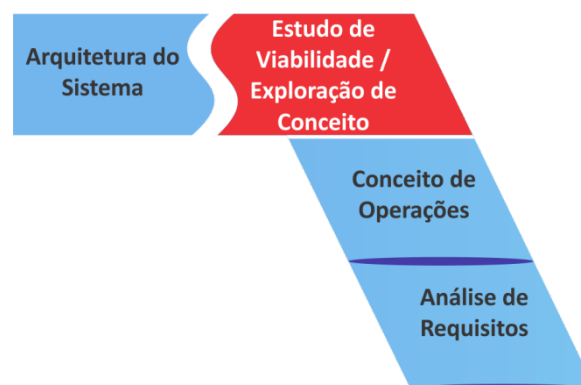 Arquitetura do
Sistema
Estudo de
Viabilidade /
Exploração de
Conceito
Conceito de
Operações
Análise de
Requisitos